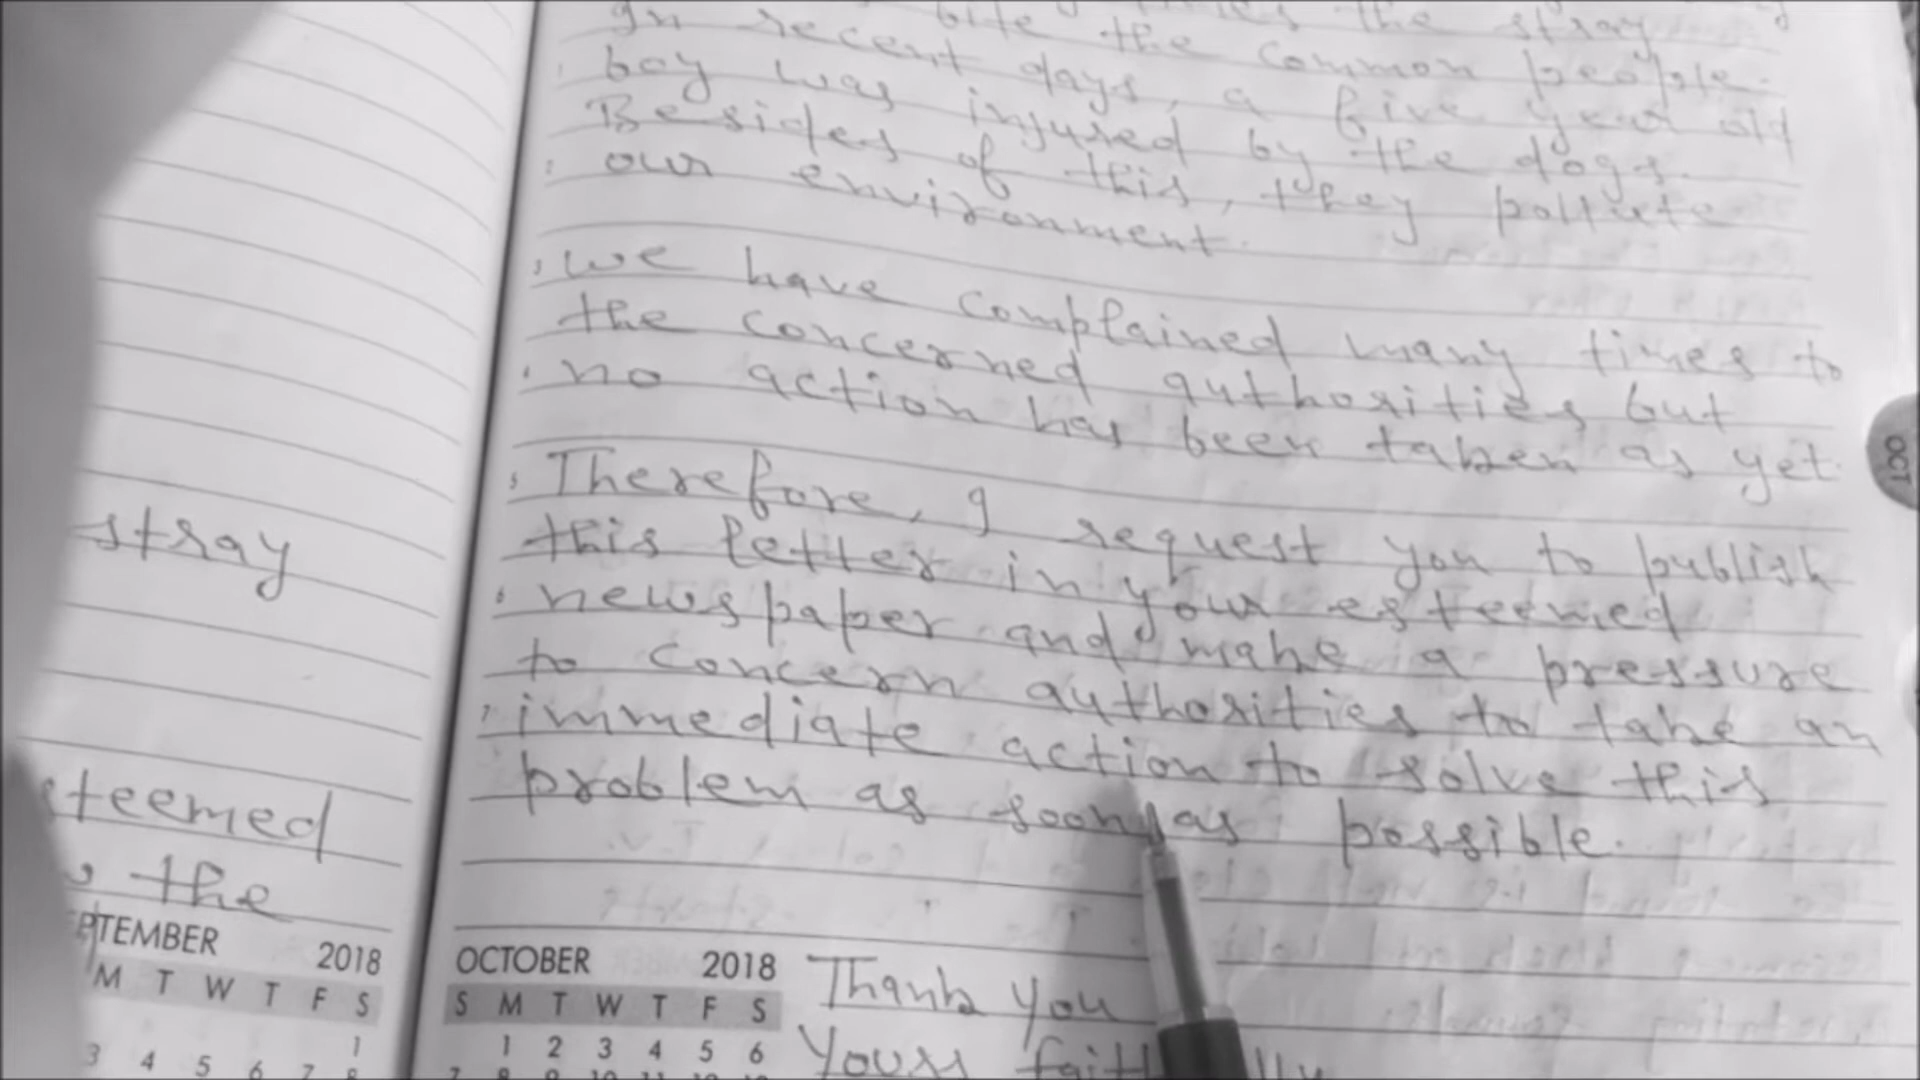 stray
teemed
the
EPTEMBER 2018
M T W T F S
1
3 4 5 6 7 8
bite the common people.
In recent days, a five year old
boy was injured by the dogs.
Besides of this, they pollute
our environment.
we have complained many times to
the concerned authorities but
no action has been taken as yet.
Therefore, I request you to publish
this letter in your esteemed
newspaper and make a pressure
to concern authorities to take an
immediate action to solve this
problem as soon as possible.
OCT
OCTOBER 2018
S M T W T F S
1 2 3 4 5 6
Thank you
Yours